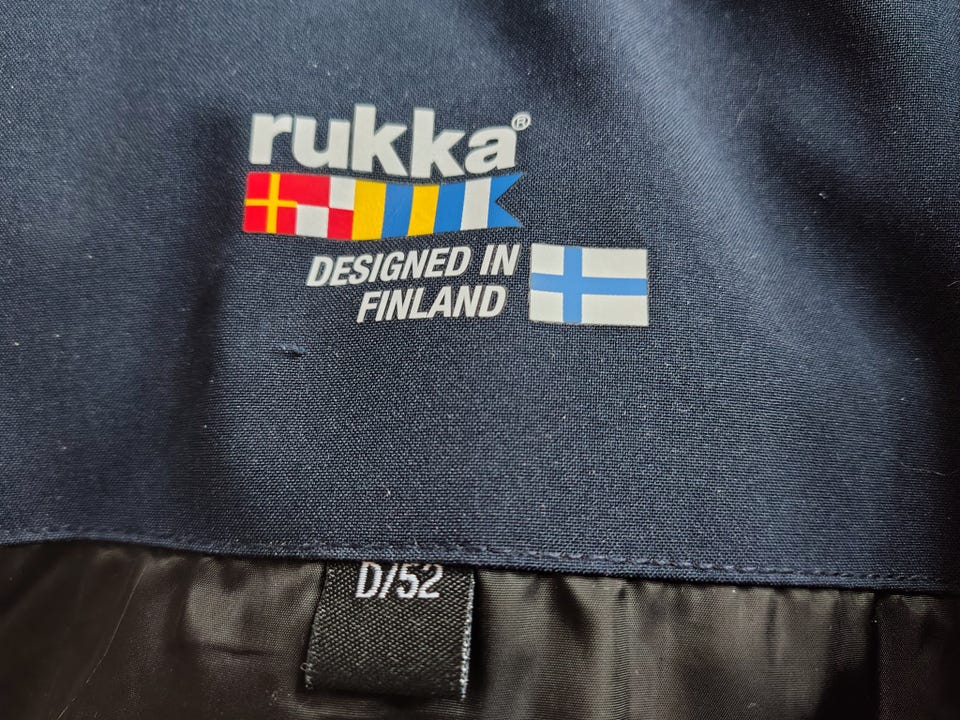 rukka®
DESIGNED IN
FINLAND
D/52